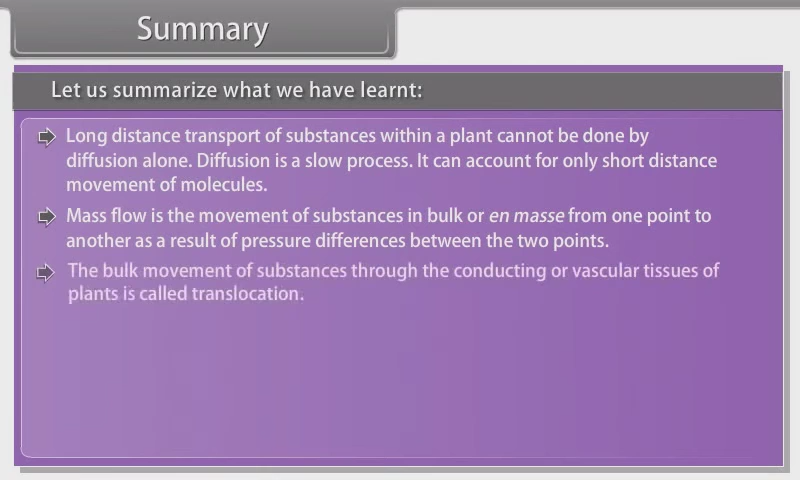 Summary
Let us summarize what we have learnt:
Long distance transport of substances within a plant cannot be done by
diffusion alone. Diffusion is a slow process. It can account for only short distance
movement of molecules.
Mass flow is the movement of substances in bulk or en masse from one point to
another as a result of pressure differences between the two points.
The bulk movement of substances through the conducting or vascular tissues of
plants is called translocation.